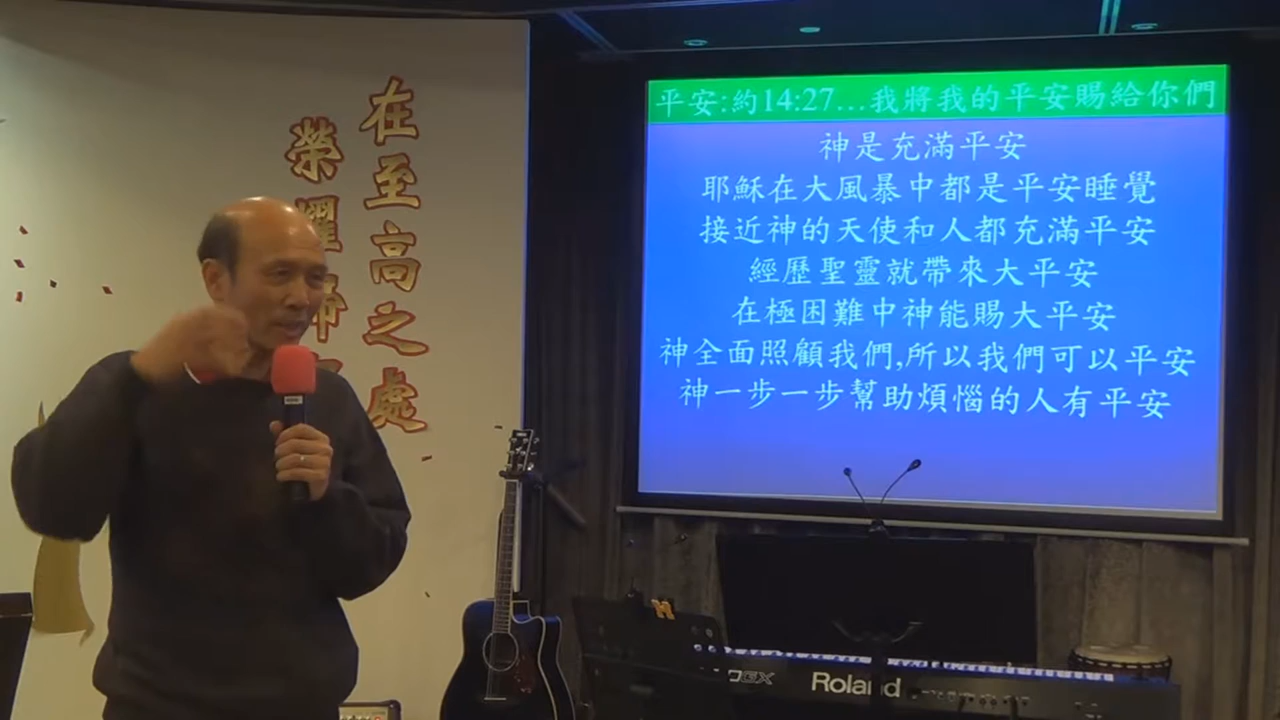 在至高之處
榮耀歸
平安:約14:27...我將我的平安賜給你們
神是充滿平安
耶穌在大風暴中都是平安睡覺
接近神的天使和人都充滿平安
經歷聖靈就帶來大平安
在極困難中神能賜大平安
神全面照顧我們,所以我們可以平安
神一步一步幫助煩惱的人有平安
Roland